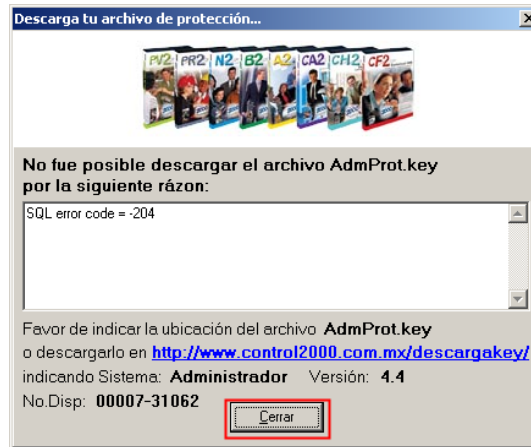 Descarga tu archivo de protección...
PV2 PR2 N2 B2 A2 CA2 CH2 CF2
No fue posible descargar el archivo AdmProt.key
por la siguiente rázon:
SQL error code = -204
Favor de indicar la ubicación del archivo AdmProt.key
o descargarlo en http://www.control2000.com.mx/descargakey/
indicando Sistema: Administrador Versión: 4.4
No.Disp: 00007-31062
Cerrar